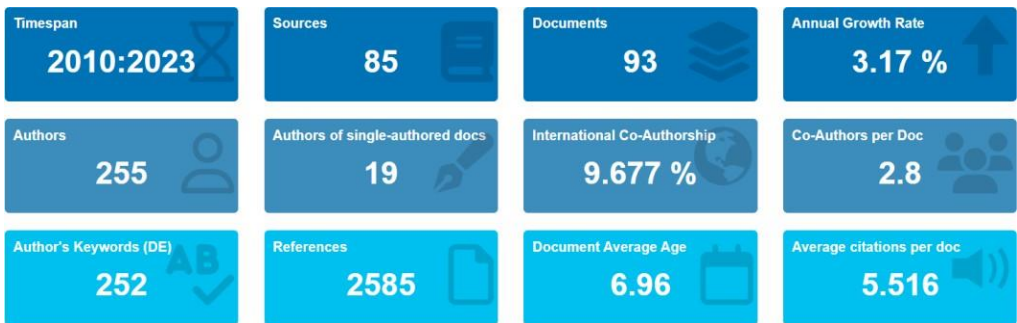 Timespan
2010:2023
Sources
85
Documents
93
Annual Growth Rate
3.17 %
Authors
255
Authors of single-authored docs
19
International Co-Authorship
9.677 %
Co-Authors per Doc
2.8
Author's Keywords (DE)
AB
252
References
2585
Document Average Age
6.96
Average citations per doc
5.516